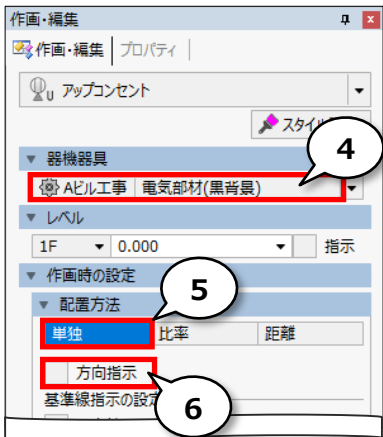 作画・編集
作画・編集 プロパティ
U アップコンセント
スタイル
4
器機器具
Aビル工事 電気部材(黒背景)
レベル
1F 0.000 指示
作画時の設定
5
配置方法
単独 比率 距離
方向指示
6
基準線指示の設定